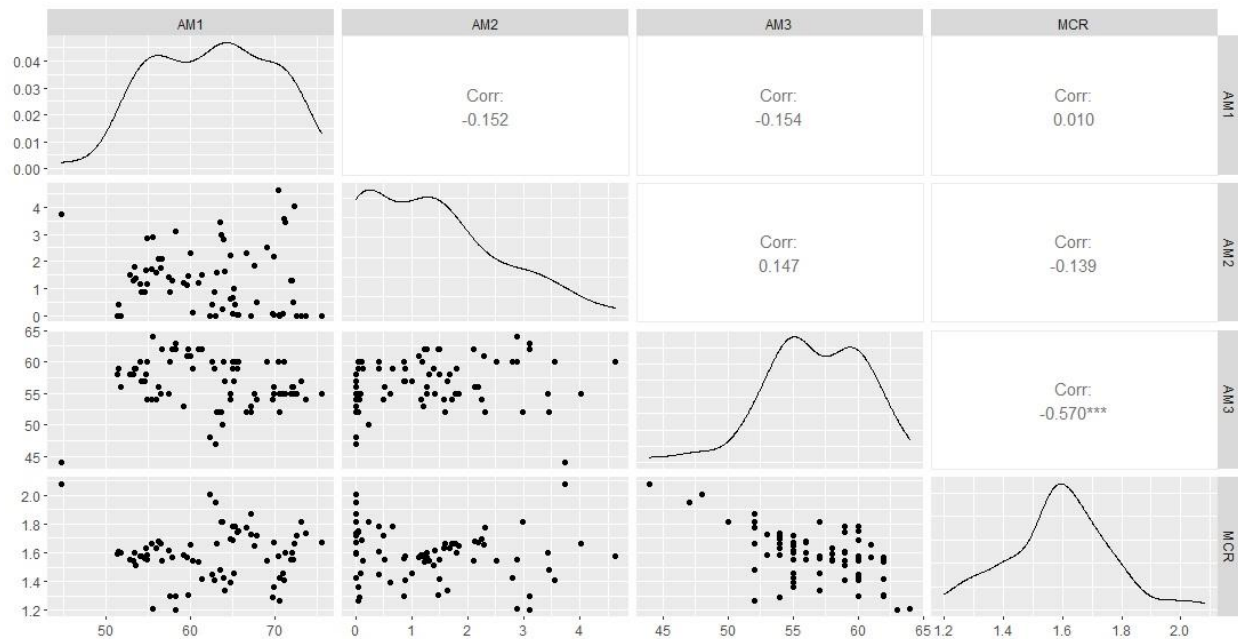 AM1 AM2 AM3 MCR
0.04
0.03
0.02
0.01
0.00
Corr:
-0.152
Corr:
-0.154
Corr:
0.010
AM1
4
3
2
1
0
Corr:
0.147
Corr:
-0.139
AM2
65
60
55
50
45
Corr:
-0.570***
AM3
2.0
1.8
1.6
1.4
1.2
MCR
50 60 70 0 1 2 3 4 45 50 55 60 65 1.2 1.4 1.6 1.8 2.0